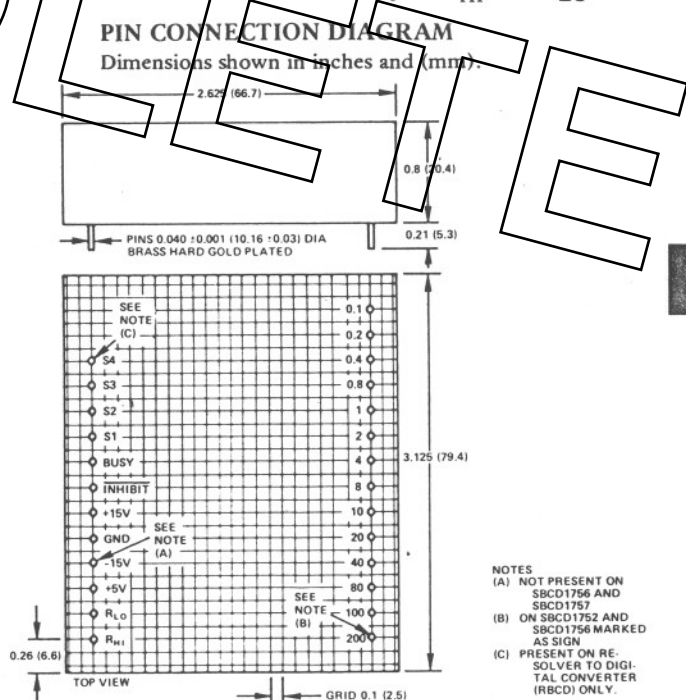 PIN CONNECTION DIAGRAM
Dimensions shown in inches and (mm).
2.625 (66.7)
0.8 (20.4)
0.21 (5.3)
PINS 0.040 ±0.001 (10.16 ±0.03) DIA
BRASS HARD GOLD PLATED
SEE
NOTE
(C)
S4
S3
S2
S1
BUSY
INHIBIT
+15V
GND
-15V
+5V
RLO
RHI
SEE
NOTE
(A)
0.1
0.2
0.4
0.8
1
2
4
8
10
20
40
80
100
200
SEE
NOTE
(B)
3.125 (79.4)
0.26 (6.6)
TOP VIEW
GRID 0.1 (2.5)
NOTES
(A) NOT PRESENT ON
SBCD1756 AND
SBCD1757
(B) ON SBCD1752 AND
SBCD1756 MARKED
AS SIGN
(C) PRESENT ON RE-
SOLVER TO DIGI-
TAL CONVERTER
(RBCD) ONLY.
LETE